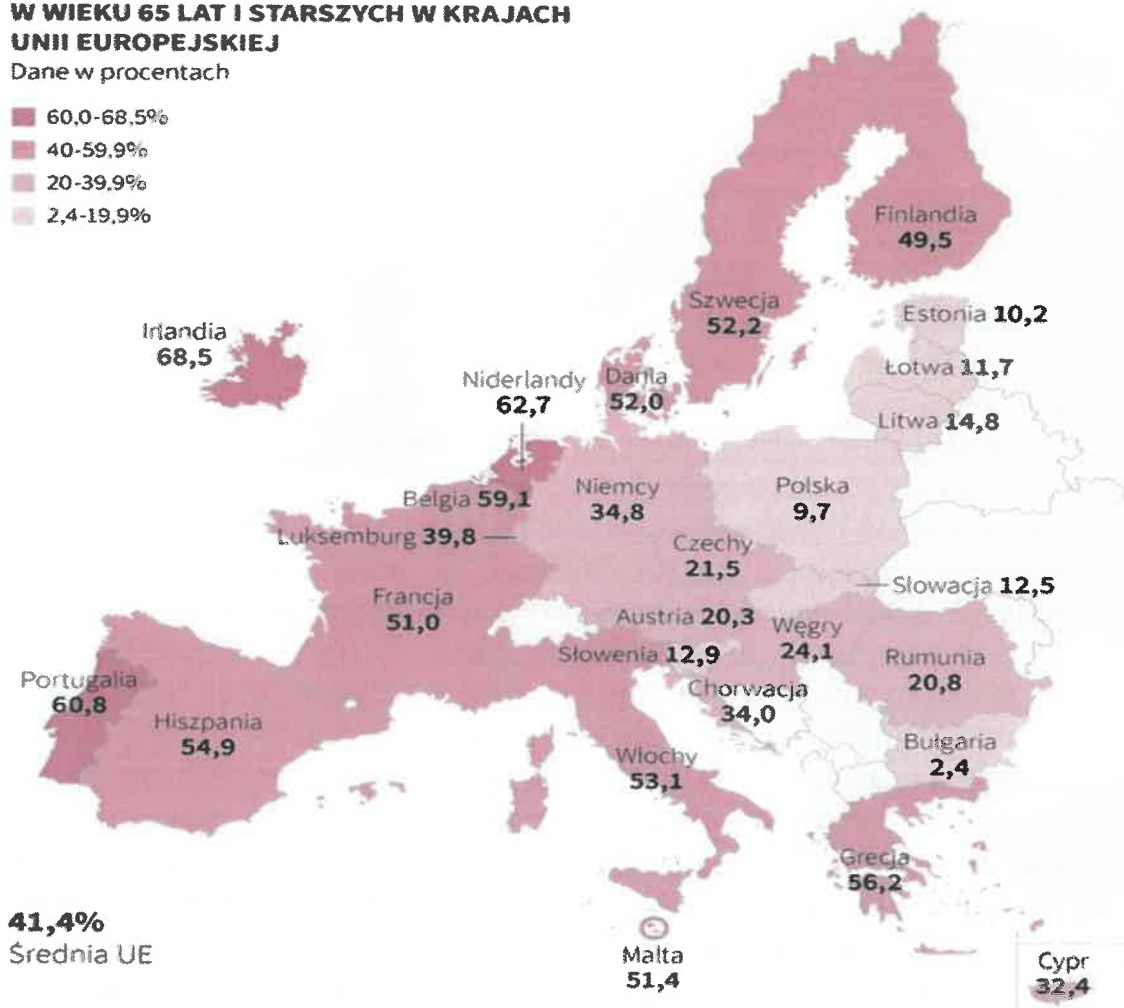 W WIEKU 65 LAT I STARSZYCH W KRAJACH
UNII EUROPEJSKIEJ
Dane w procentach
60,0-68,5%
40-59,9%
20-39,9%
2,4-19,9%
Finlandia
49,5
Szwecja
52,2
Estonia 10,2
Irlandia
68,5
Łotwa 11,7
Niderlandy
62,7
Dania
52,0
Litwa 14,8
Belgia 59,1
Niemcy
34,8
Polska
9,7
Luksemburg 39,8
Czechy
21,5
Słowacja 12,5
Francja
51,0
Austria 20,3
Węgry
24,1
Słowenia 12,9
Rumunia
20,8
Portugalia
60,8
Chorwacja
34,0
Hiszpania
54,9
Bułgaria
2,4
Włochy
53,1
Grecja
56,2
41,4%
Średnia UE
Malta
51,4
Cypr
32,4